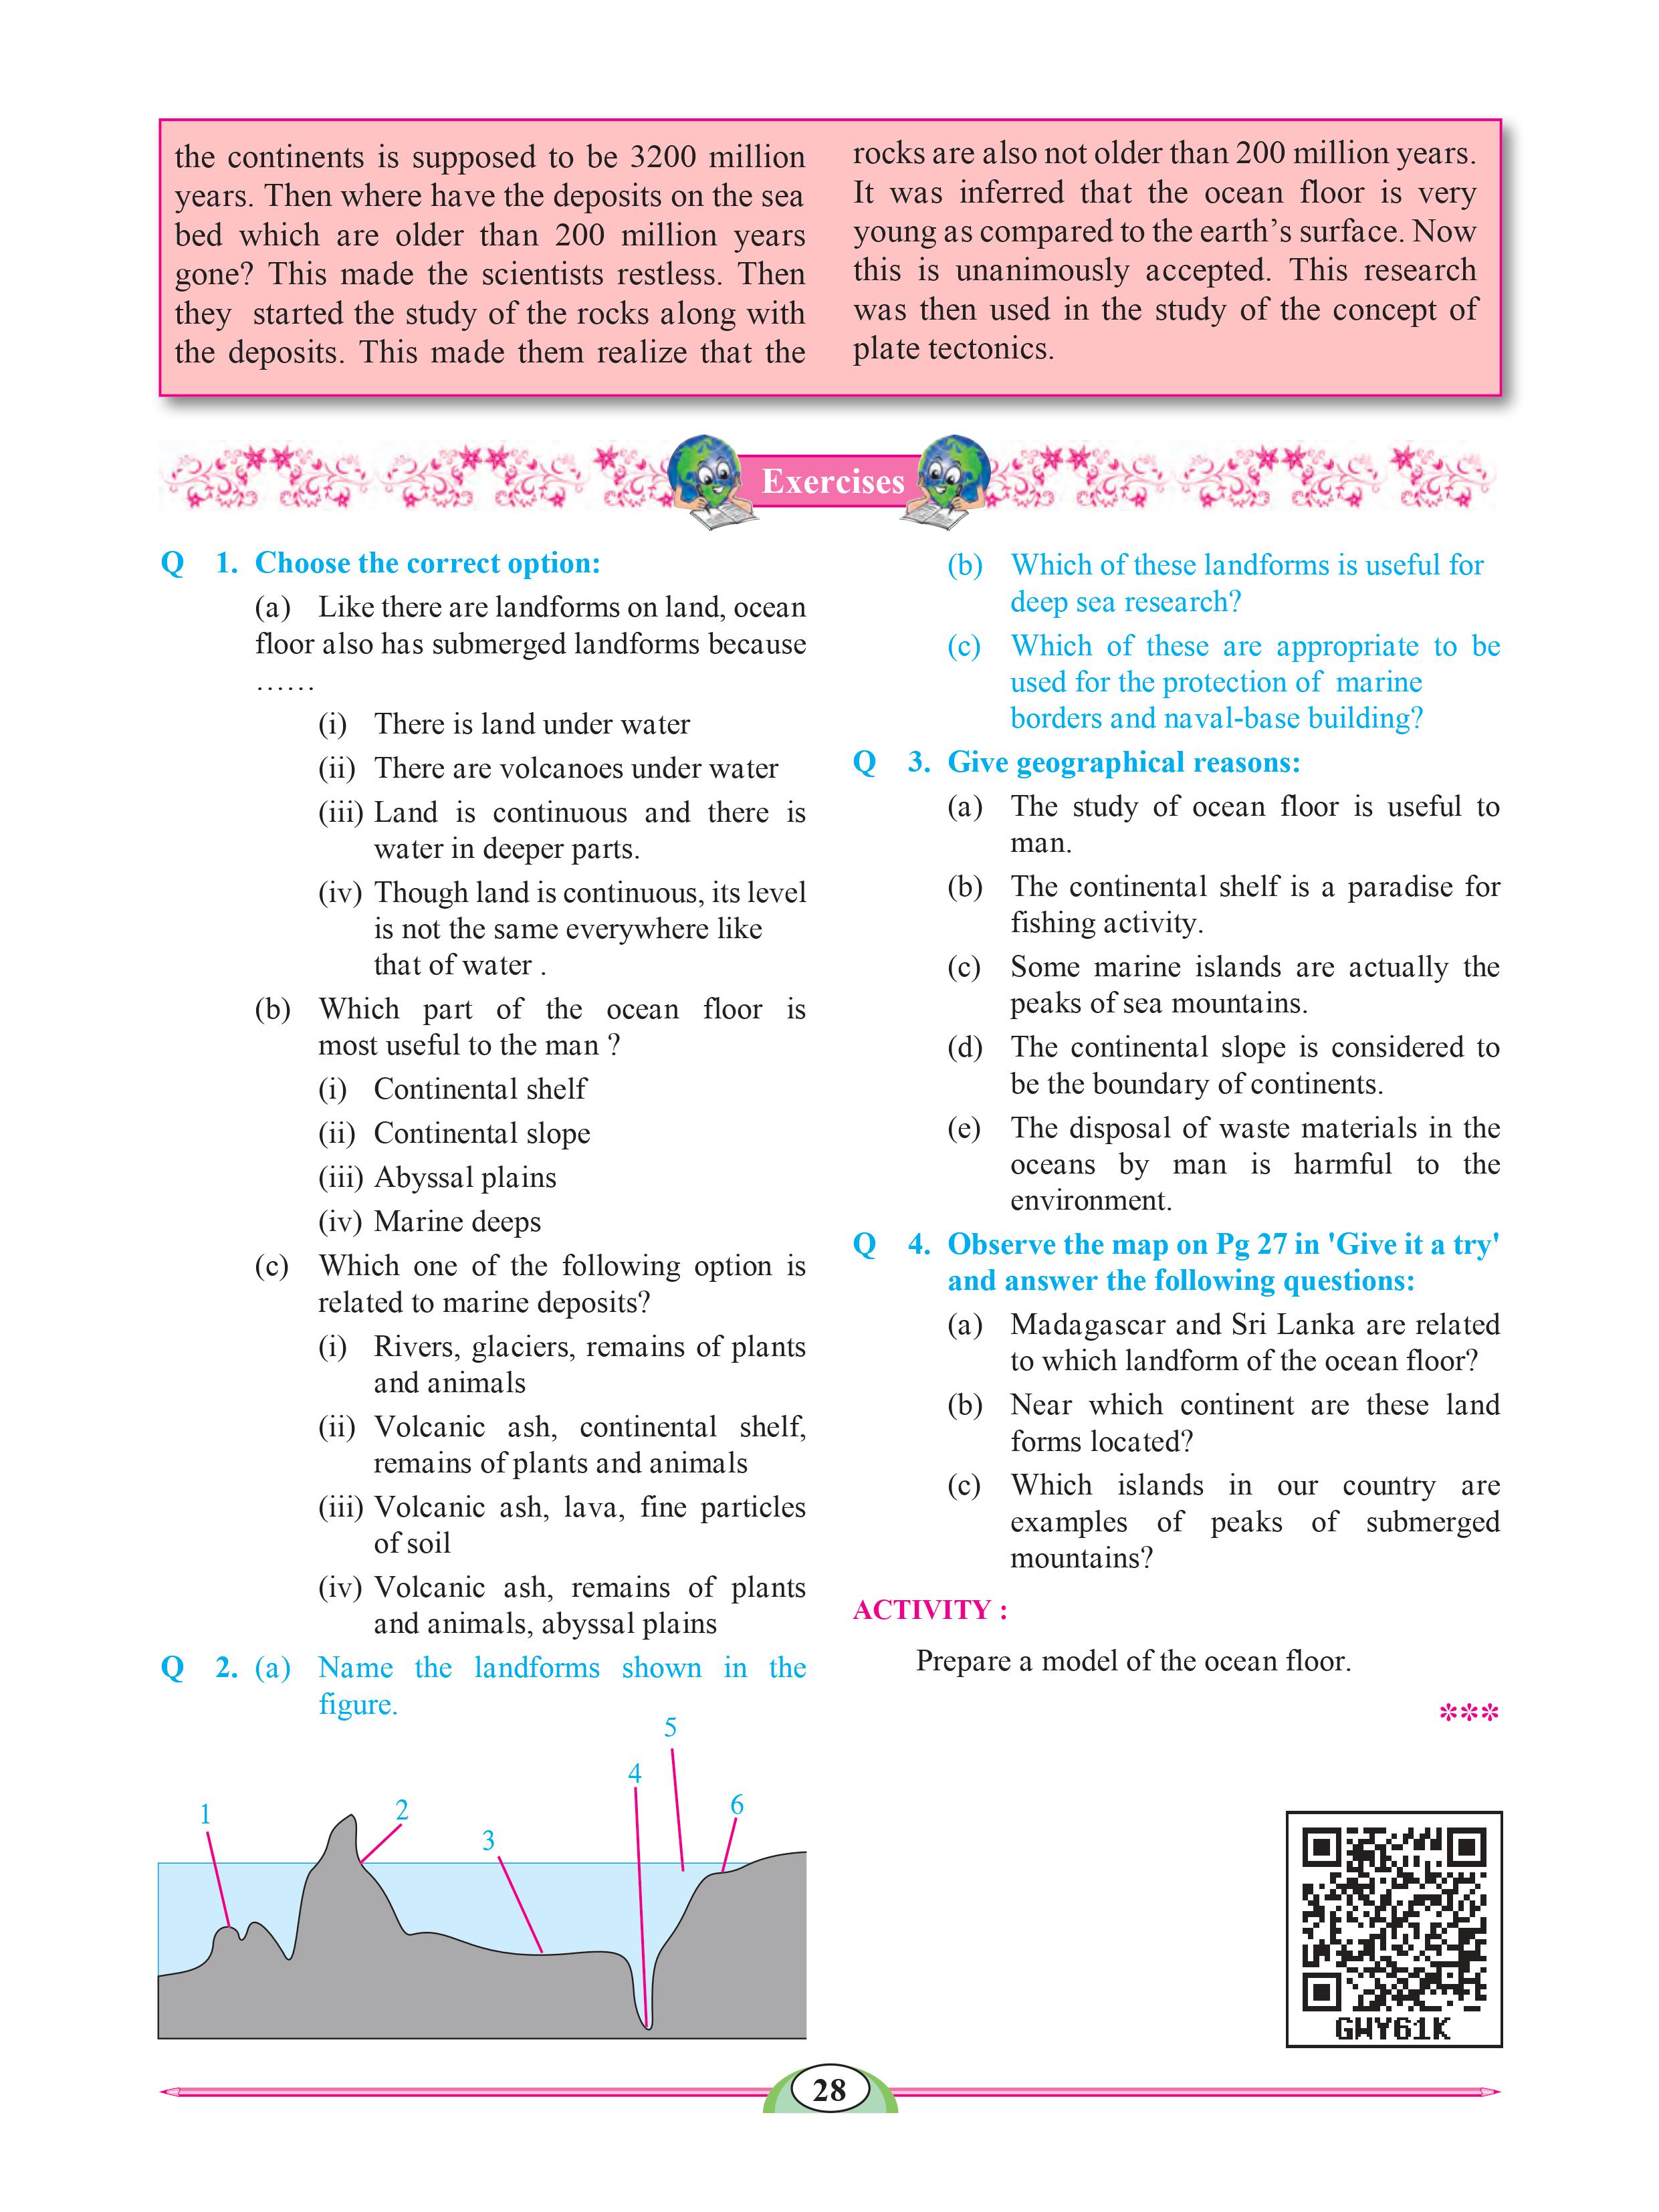 the continents is supposed to be 3200 million
years. Then where have the deposits on the sea
bed which are older than 200 million years
gone? This made the scientists restless. Then
they started the study of the rocks along with
the deposits. This made them realize that the
rocks are also not older than 200 million years.
It was inferred that the ocean floor is very
young as compared to the earth’s surface. Now
this is unanimously accepted. This research
was then used in the study of the concept of
plate tectonics.
Exercises
Q 1. Choose the correct option:
(a) Like there are landforms on land, ocean
floor also has submerged landforms because
......
(i) There is land under water
(ii) There are volcanoes under water
(iii) Land is continuous and there is
water in deeper parts.
(iv) Though land is continuous, its level
is not the same everywhere like
that of water .
(b) Which part of the ocean floor is
most useful to the man ?
(i) Continental shelf
(ii) Continental slope
(iii) Abyssal plains
(iv) Marine deeps
(c) Which one of the following option is
related to marine deposits?
(i) Rivers, glaciers, remains of plants
and animals
(ii) Volcanic ash, continental shelf,
remains of plants and animals
(iii) Volcanic ash, lava, fine particles
of soil
(iv) Volcanic ash, remains of plants
and animals, abyssal plains
Q 2. (a) Name the landforms shown in the
figure.
1
2
3
4
5
6
(b) Which of these landforms is useful for
deep sea research?
(c) Which of these are appropriate to be
used for the protection of marine
borders and naval-base building?
Q 3. Give geographical reasons:
(a) The study of ocean floor is useful to
man.
(b) The continental shelf is a paradise for
fishing activity.
(c) Some marine islands are actually the
peaks of sea mountains.
(d) The continental slope is considered to
be the boundary of continents.
(e) The disposal of waste materials in the
oceans by man is harmful to the
environment.
Q 4. Observe the map on Pg 27 in 'Give it a try'
and answer the following questions:
(a) Madagascar and Sri Lanka are related
to which landform of the ocean floor?
(b) Near which continent are these land
forms located?
(c) Which islands in our country are
examples of peaks of submerged
mountains?
ACTIVITY :
Prepare a model of the ocean floor.
***
GWY61K
28